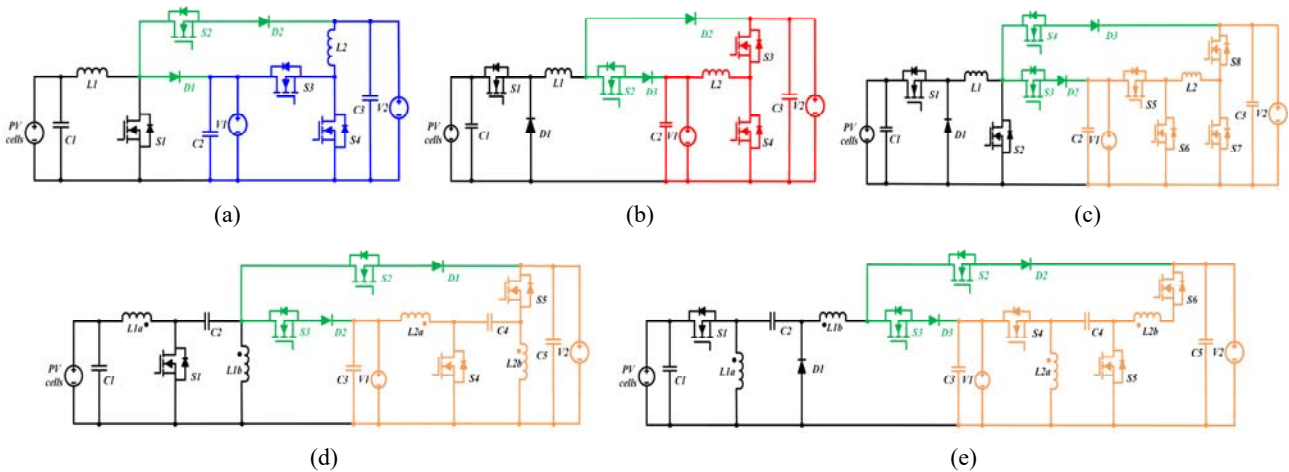 S2 D2 L2
L1 D1 S3 C3 V2
PV cells C1 S1 C2 V1 S4
(a)
D2 S3
S1 L1 S2 D3 L2 C3 V2
PV cells C1 D1 C2 V1 S4
(b)
S4 D3 S8
S1 L1 S3 D2 S5 L2 C3 V2
PV cells C1 D1 S2 C2 V1 S6 S7
(c)
S2 D1 S5
L1a C2 S3 D2 L2a C4
PV cells C1 S1 L1b C3 V1 S4 L2b C5 V2
(d)
S2 D2 S6
S1 C2 L1b S3 D3 S4 C4 L2b
PV cells C1 L1a D1 C3 V1 L2a S5 C5 V2
(e)